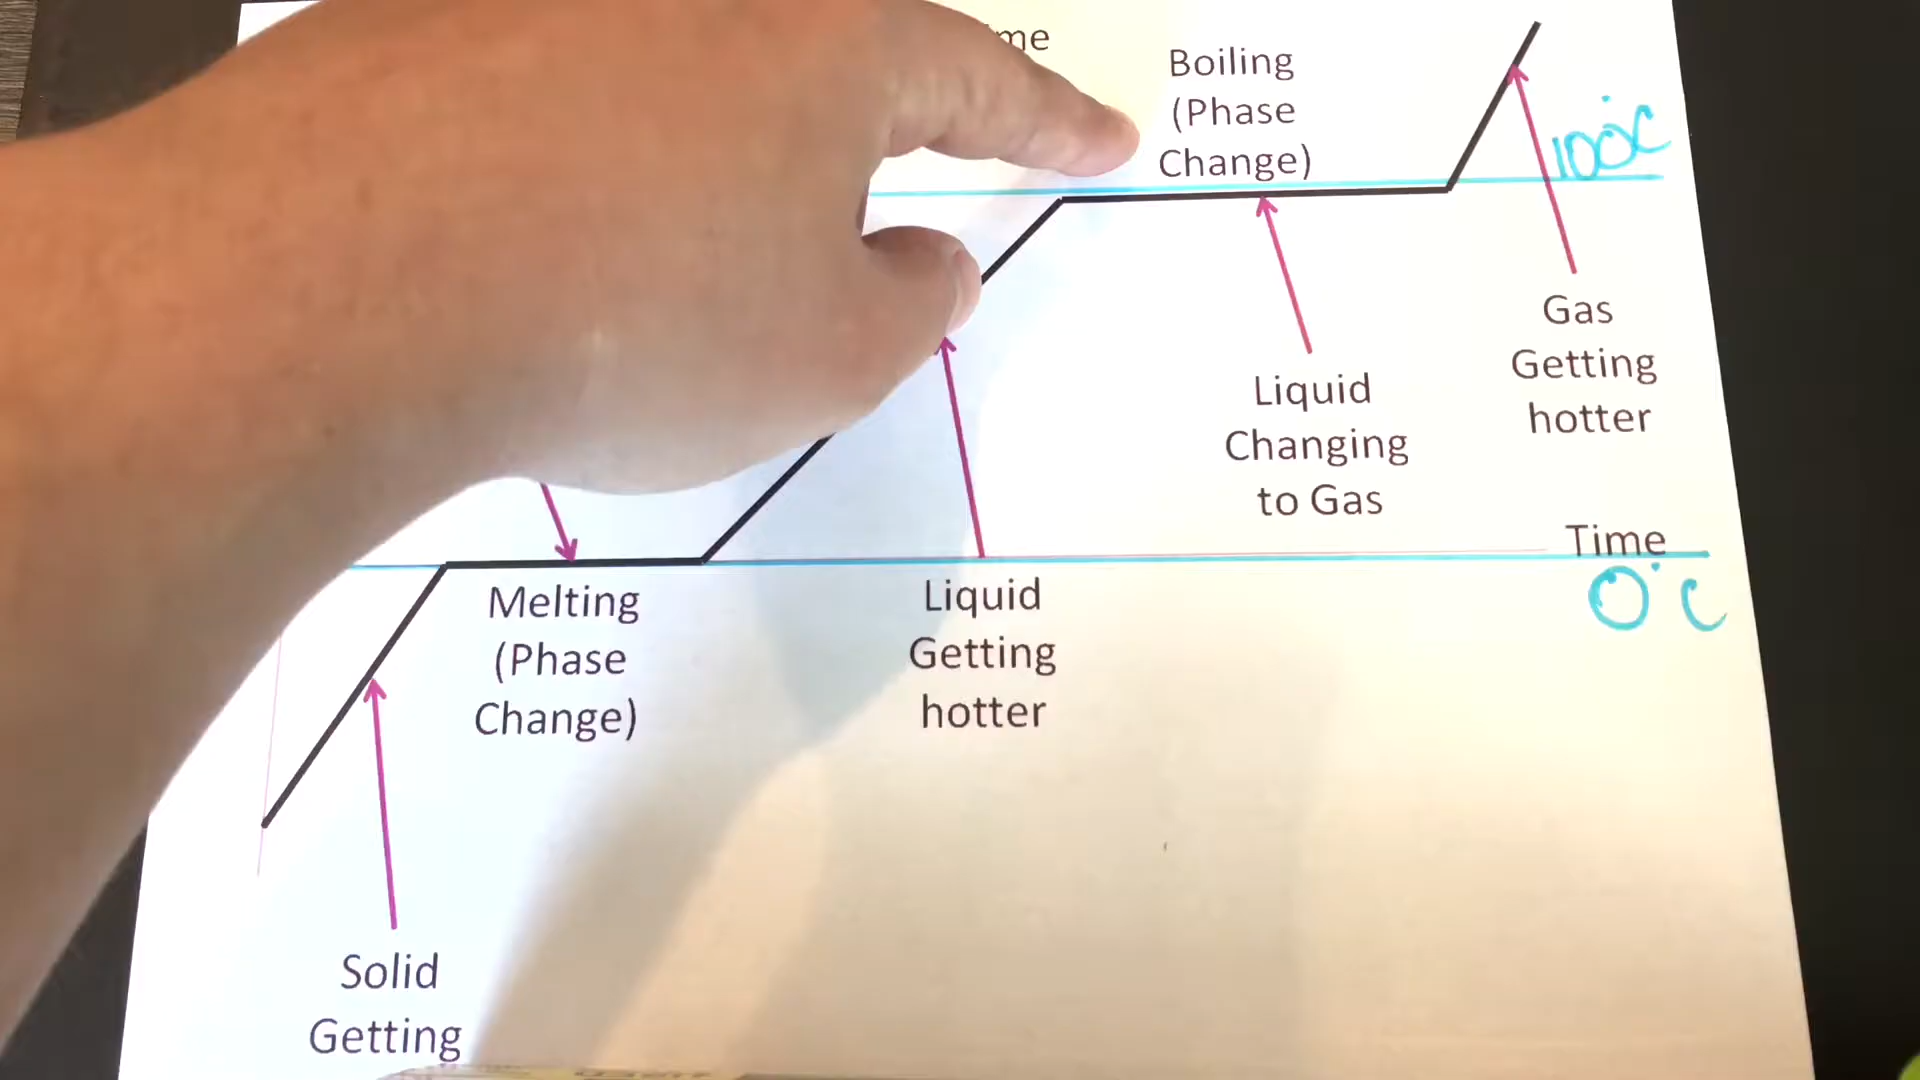 Boiling
(Phase
Change)
100°C
Gas
Getting
hotter
Liquid
Changing
to Gas
Time
0°C
Melting
(Phase
Change)
Liquid
Getting
hotter
Solid
Getting